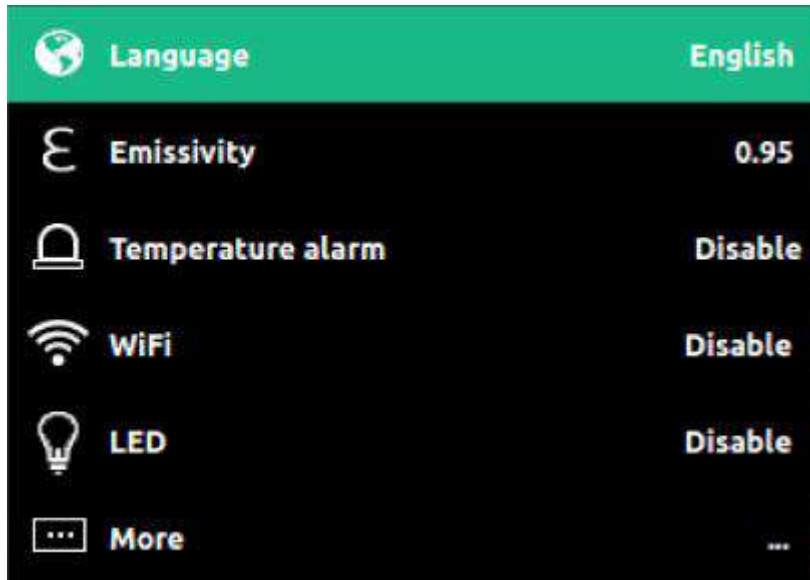 Language English
Emissivity 0.95
Temperature alarm Disable
WiFi Disable
LED Disable
More ...